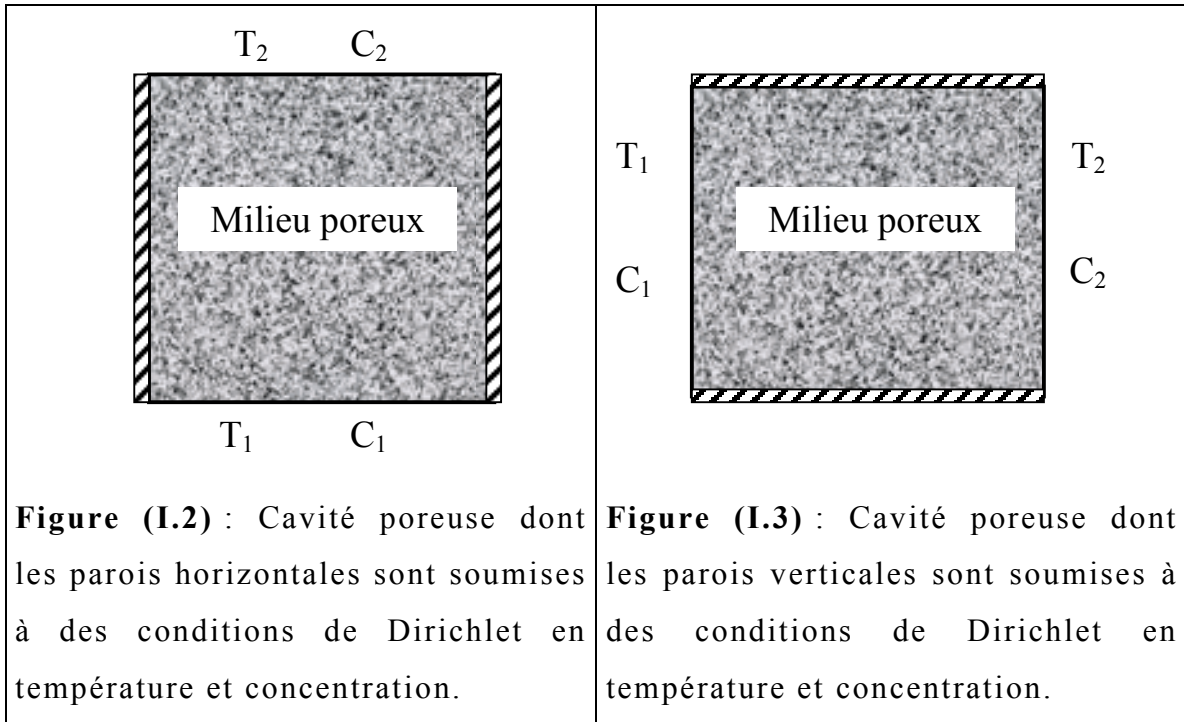 T₂ C₂
Milieu poreux
T₁ C₁
Figure (I.2) : Cavité poreuse dont
les parois horizontales sont soumises
à des conditions de Dirichlet en
température et concentration.
T₁ T₂
Milieu poreux
C₁ C₂
Figure (I.3) : Cavité poreuse dont
les parois verticales sont soumises à
des conditions de Dirichlet en
température et concentration.